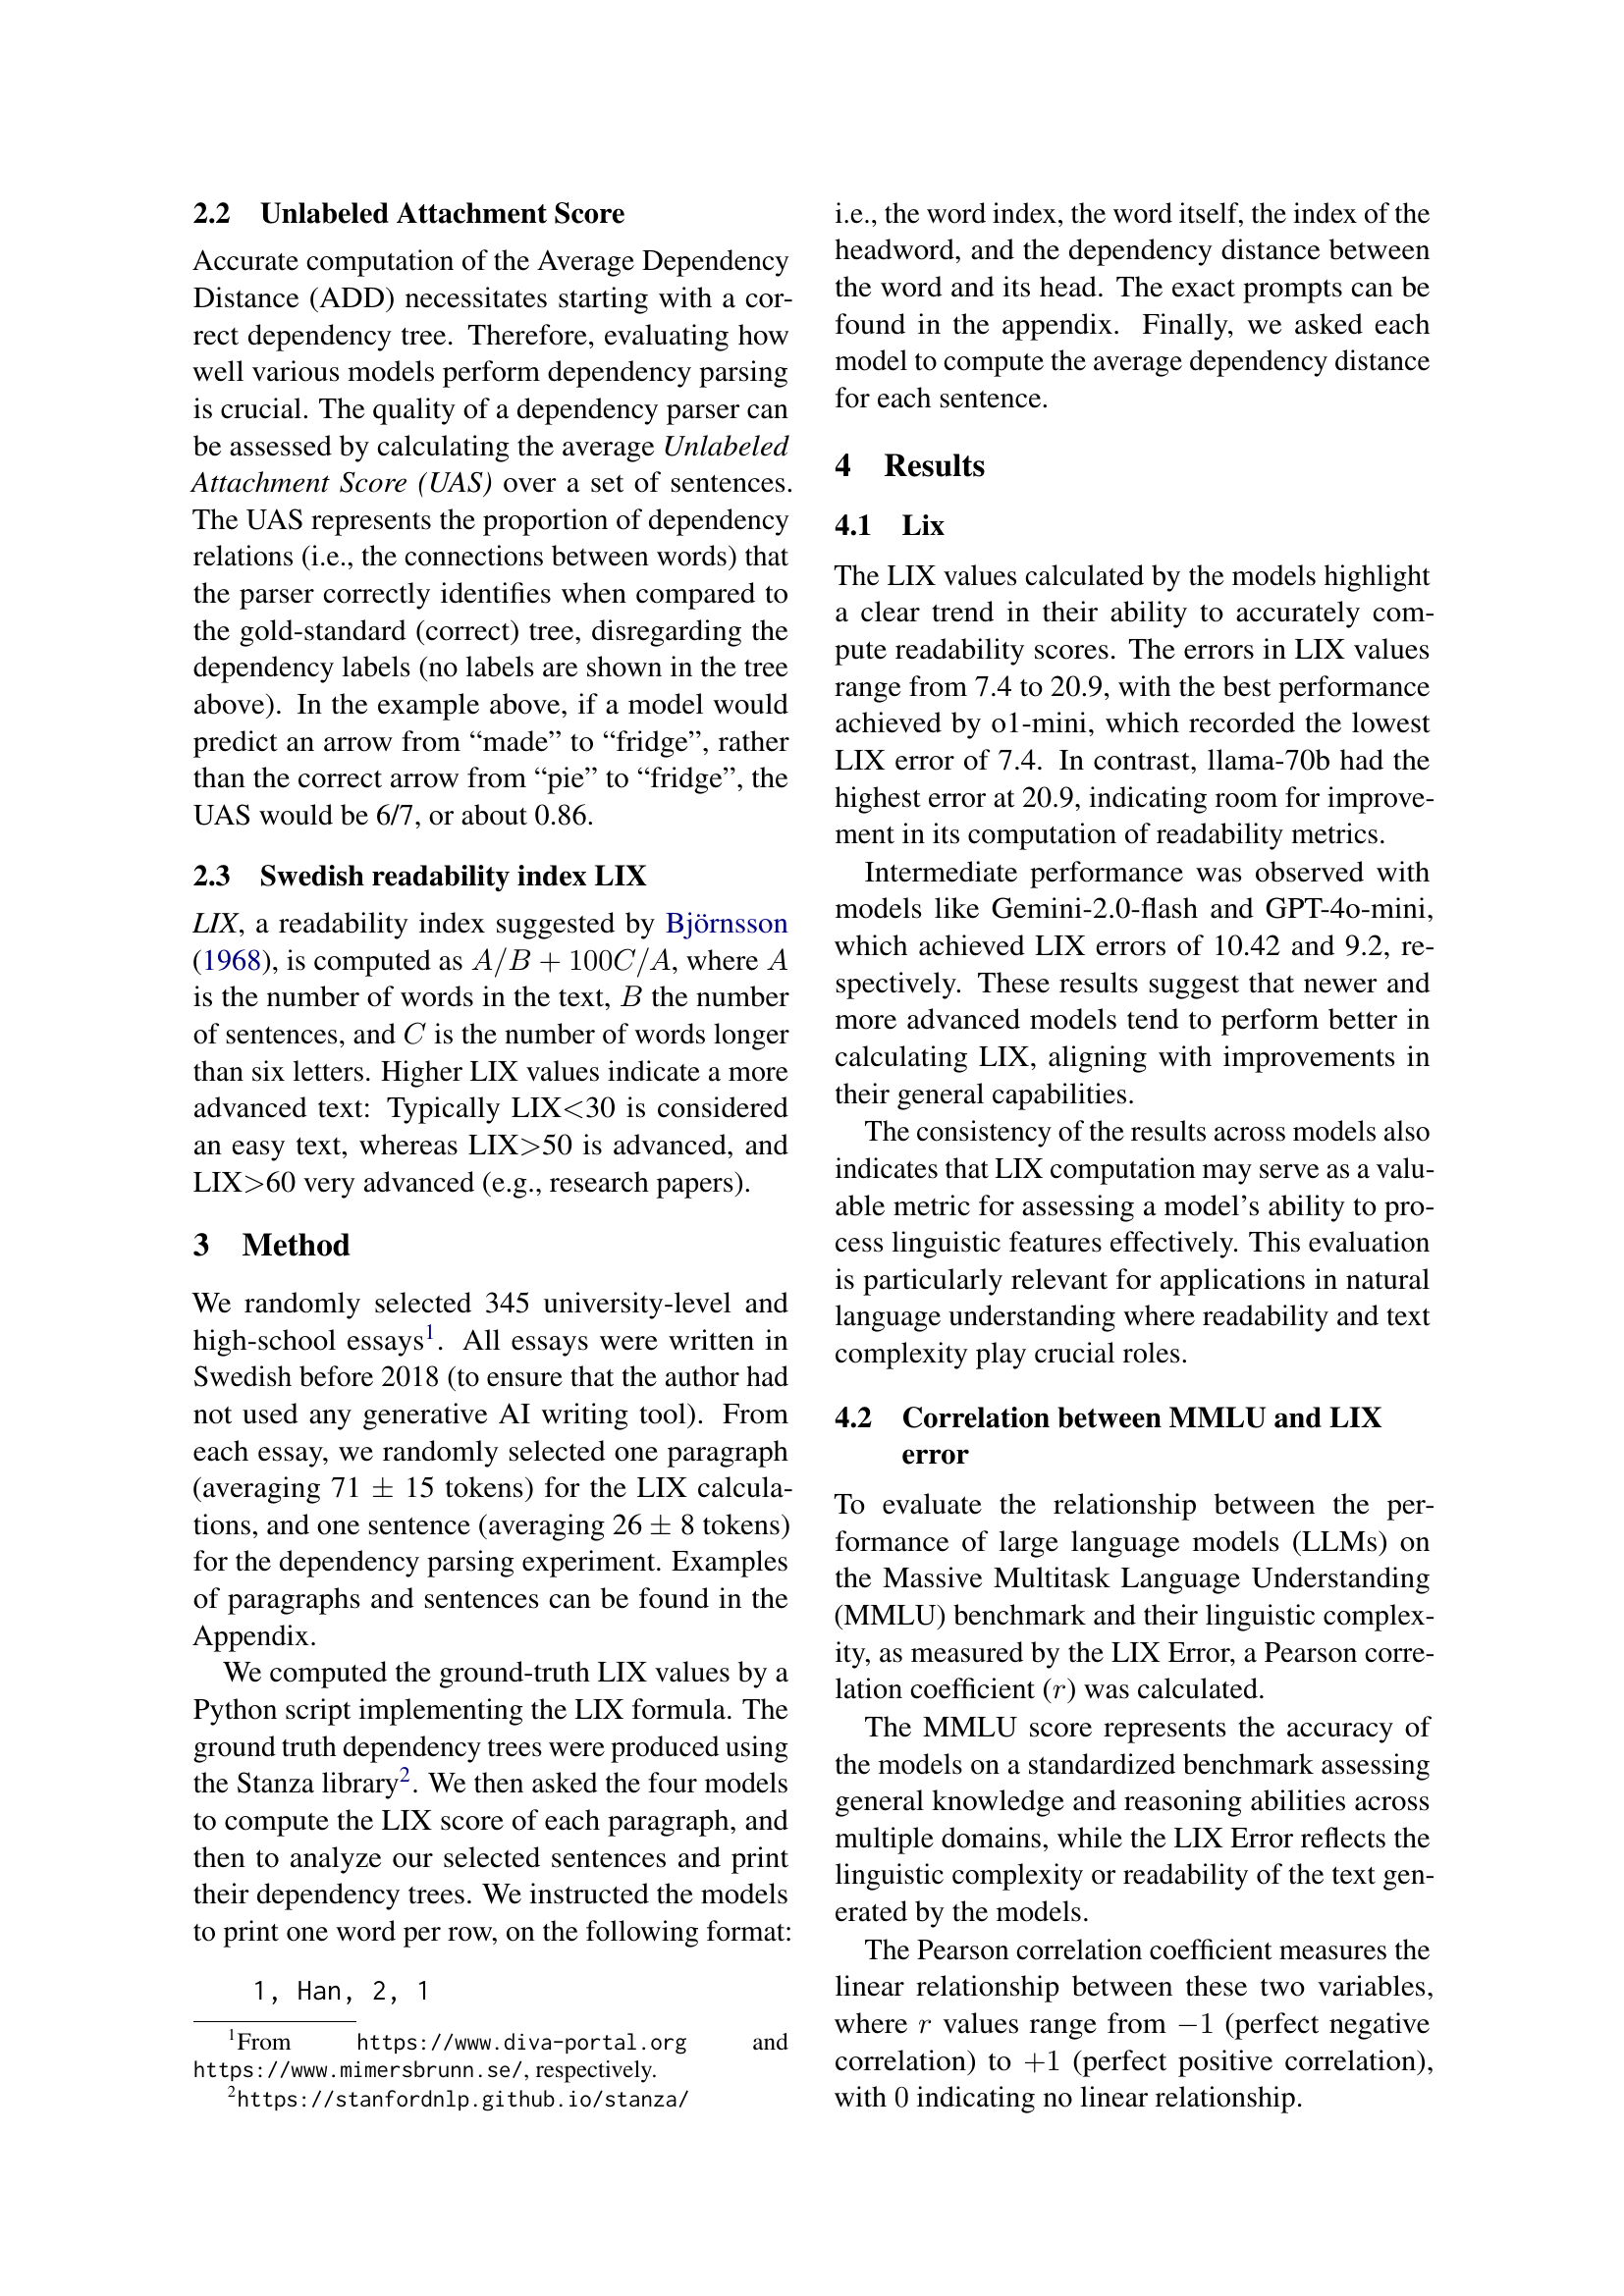 2.2 Unlabeled Attachment Score
Accurate computation of the Average Dependency
Distance (ADD) necessitates starting with a cor-
rect dependency tree. Therefore, evaluating how
well various models perform dependency parsing
is crucial. The quality of a dependency parser can
be assessed by calculating the average Unlabeled
Attachment Score (UAS) over a set of sentences.
The UAS represents the proportion of dependency
relations (i.e., the connections between words) that
the parser correctly identifies when compared to
the gold-standard (correct) tree, disregarding the
dependency labels (no labels are shown in the tree
above). In the example above, if a model would
predict an arrow from “made” to “fridge”, rather
than the correct arrow from “pie” to “fridge”, the
UAS would be 6/7, or about 0.86.
2.3 Swedish readability index LIX
LIX, a readability index suggested by Björnsson
(1968), is computed as A/B + 100C/A, where A
is the number of words in the text, B the number
of sentences, and C is the number of words longer
than six letters. Higher LIX values indicate a more
advanced text: Typically LIX<30 is considered
an easy text, whereas LIX>50 is advanced, and
LIX>60 very advanced (e.g., research papers).
3 Method
We randomly selected 345 university-level and
high-school essays1. All essays were written in
Swedish before 2018 (to ensure that the author had
not used any generative AI writing tool). From
each essay, we randomly selected one paragraph
(averaging 71 ± 15 tokens) for the LIX calcula-
tions, and one sentence (averaging 26 ± 8 tokens)
for the dependency parsing experiment. Examples
of paragraphs and sentences can be found in the
Appendix.
We computed the ground-truth LIX values by a
Python script implementing the LIX formula. The
ground truth dependency trees were produced using
the Stanza library2. We then asked the four models
to compute the LIX score of each paragraph, and
then to analyze our selected sentences and print
their dependency trees. We instructed the models
to print one word per row, on the following format:
1, Han, 2, 1
1From https://www.diva-portal.org and
https://www.mimersbrunn.se/, respectively.
2https://stanfordnlp.github.io/stanza/
i.e., the word index, the word itself, the index of the
headword, and the dependency distance between
the word and its head. The exact prompts can be
found in the appendix. Finally, we asked each
model to compute the average dependency distance
for each sentence.
4 Results
4.1 Lix
The LIX values calculated by the models highlight
a clear trend in their ability to accurately com-
pute readability scores. The errors in LIX values
range from 7.4 to 20.9, with the best performance
achieved by o1-mini, which recorded the lowest
LIX error of 7.4. In contrast, llama-70b had the
highest error at 20.9, indicating room for improve-
ment in its computation of readability metrics.
Intermediate performance was observed with
models like Gemini-2.0-flash and GPT-4o-mini,
which achieved LIX errors of 10.42 and 9.2, re-
spectively. These results suggest that newer and
more advanced models tend to perform better in
calculating LIX, aligning with improvements in
their general capabilities.
The consistency of the results across models also
indicates that LIX computation may serve as a valu-
able metric for assessing a model’s ability to pro-
cess linguistic features effectively. This evaluation
is particularly relevant for applications in natural
language understanding where readability and text
complexity play crucial roles.
4.2 Correlation between MMLU and LIX
error
To evaluate the relationship between the per-
formance of large language models (LLMs) on
the Massive Multitask Language Understanding
(MMLU) benchmark and their linguistic complex-
ity, as measured by the LIX Error, a Pearson corre-
lation coefficient (r) was calculated.
The MMLU score represents the accuracy of
the models on a standardized benchmark assessing
general knowledge and reasoning abilities across
multiple domains, while the LIX Error reflects the
linguistic complexity or readability of the text gen-
erated by the models.
The Pearson correlation coefficient measures the
linear relationship between these two variables,
where r values range from −1 (perfect negative
correlation) to +1 (perfect positive correlation),
with 0 indicating no linear relationship.